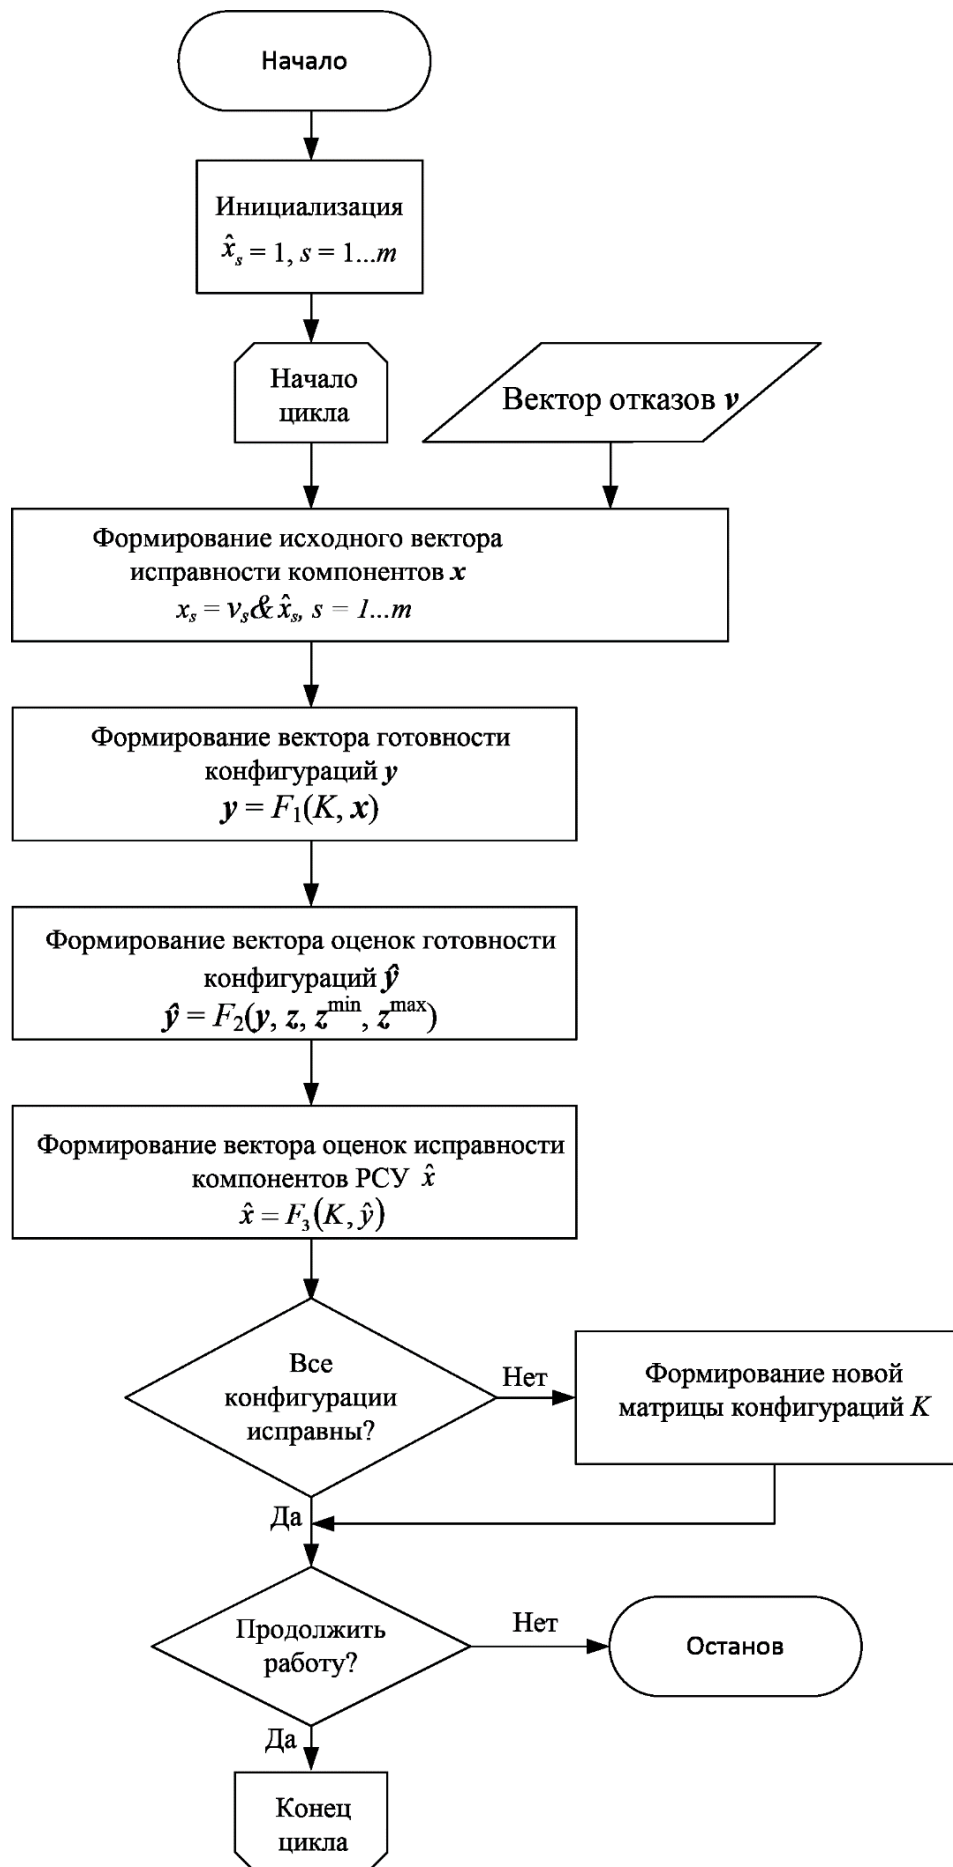 Начало
Инициализация
x̂ₛ = 1, s = 1...m
Начало
цикла
Вектор отказов v
Формирование исходного вектора
исправности компонентов x
xₛ = vₛ& x̂ₛ, s = 1...m
Формирование вектора готовности
конфигураций y
y = F₁(K, x)
Формирование вектора оценок готовности
конфигураций ŷ
ŷ = F₂(y, z, z^min, z^max)
Формирование вектора оценок исправности
компонентов РСУ x̂
x̂ = F₃(K, ŷ)
Все
конфигурации
исправны?
Нет
Формирование новой
матрицы конфигураций K
Да
Продолжить
работу?
Нет
Останов
Да
Конец
цикла